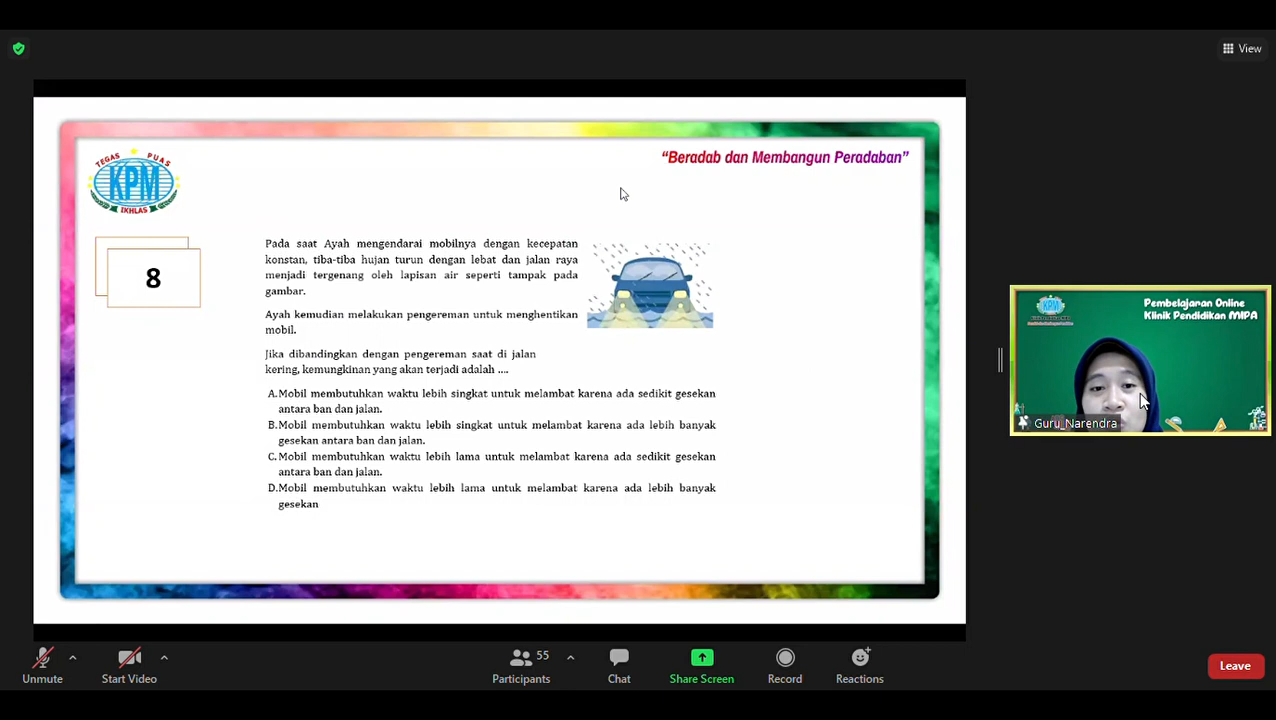 View
"Beradab dan Membangun Peradaban"
TEGAS PUAS
KPM
IKHLAS
8
Pada saat Ayah mengendarai mobilnya dengan kecepatan
konstan, tiba-tiba hujan turun dengan lebat dan jalan raya
menjadi tergenang oleh lapisan air seperti tampak pada
gambar.
Ayah kemudian melakukan pengereman untuk menghentikan
mobil.
Jika dibandingkan dengan pengereman saat di jalan
kering, kemungkinan yang akan terjadi adalah ....
A.Mobil membutuhkan waktu lebih singkat untuk melambat karena ada sedikit gesekan
antara ban dan jalan.
B.Mobil membutuhkan waktu lebih singkat untuk melambat karena ada lebih banyak
gesekan antara ban dan jalan.
C.Mobil membutuhkan waktu lebih lama untuk melambat karena ada sedikit gesekan
antara ban dan jalan.
D.Mobil membutuhkan waktu lebih lama untuk melambat karena ada lebih banyak
gesekan
KPM
Pembelajaran Online
Klinik Pendidikan MIPA
Guru_Narendra
Unmute
Start Video
55
Participants
Chat
Share Screen
Record
Reactions
Leave